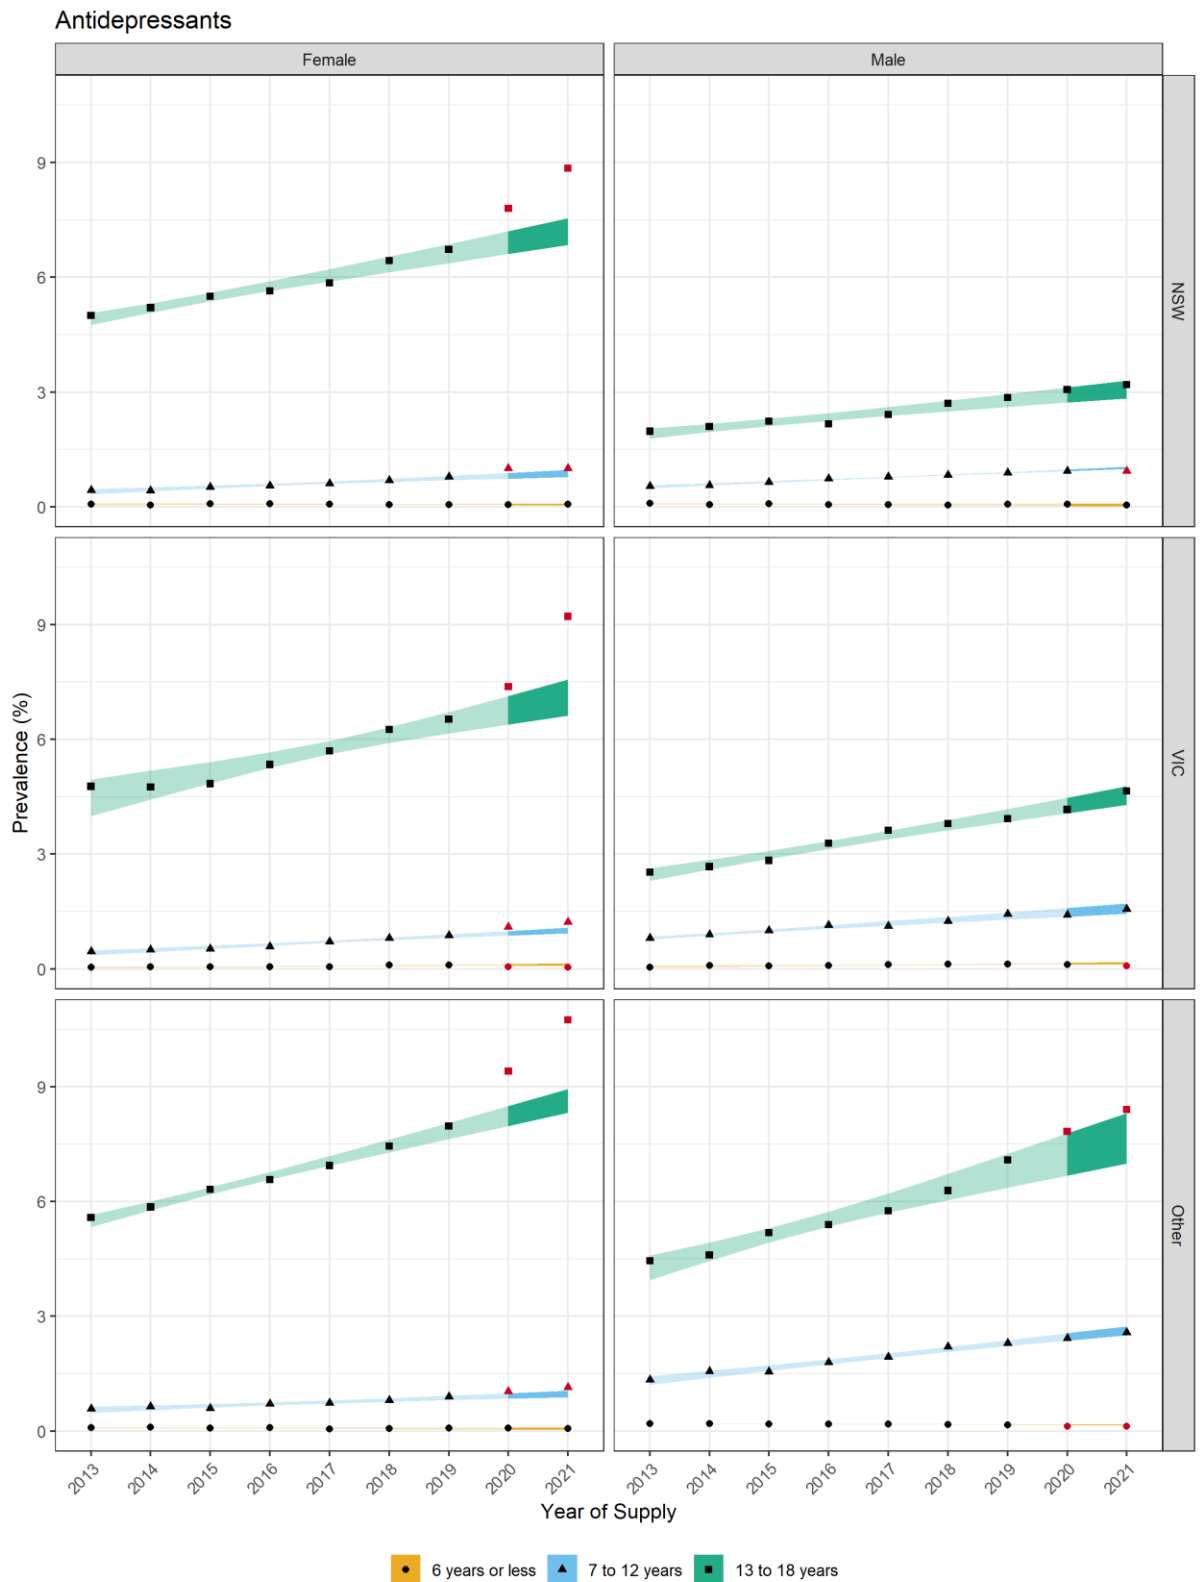 Antidepressants
Female
Male
9
6
3
0
NSW
9
6
3
0
VIC
Prevalence (%)
9
6
3
0
Other
2013
2014
2015
2016
2017
2018
2019
2020
2021
2013
2014
2015
2016
2017
2018
2019
2020
2021
Year of Supply
6 years or less
7 to 12 years
13 to 18 years